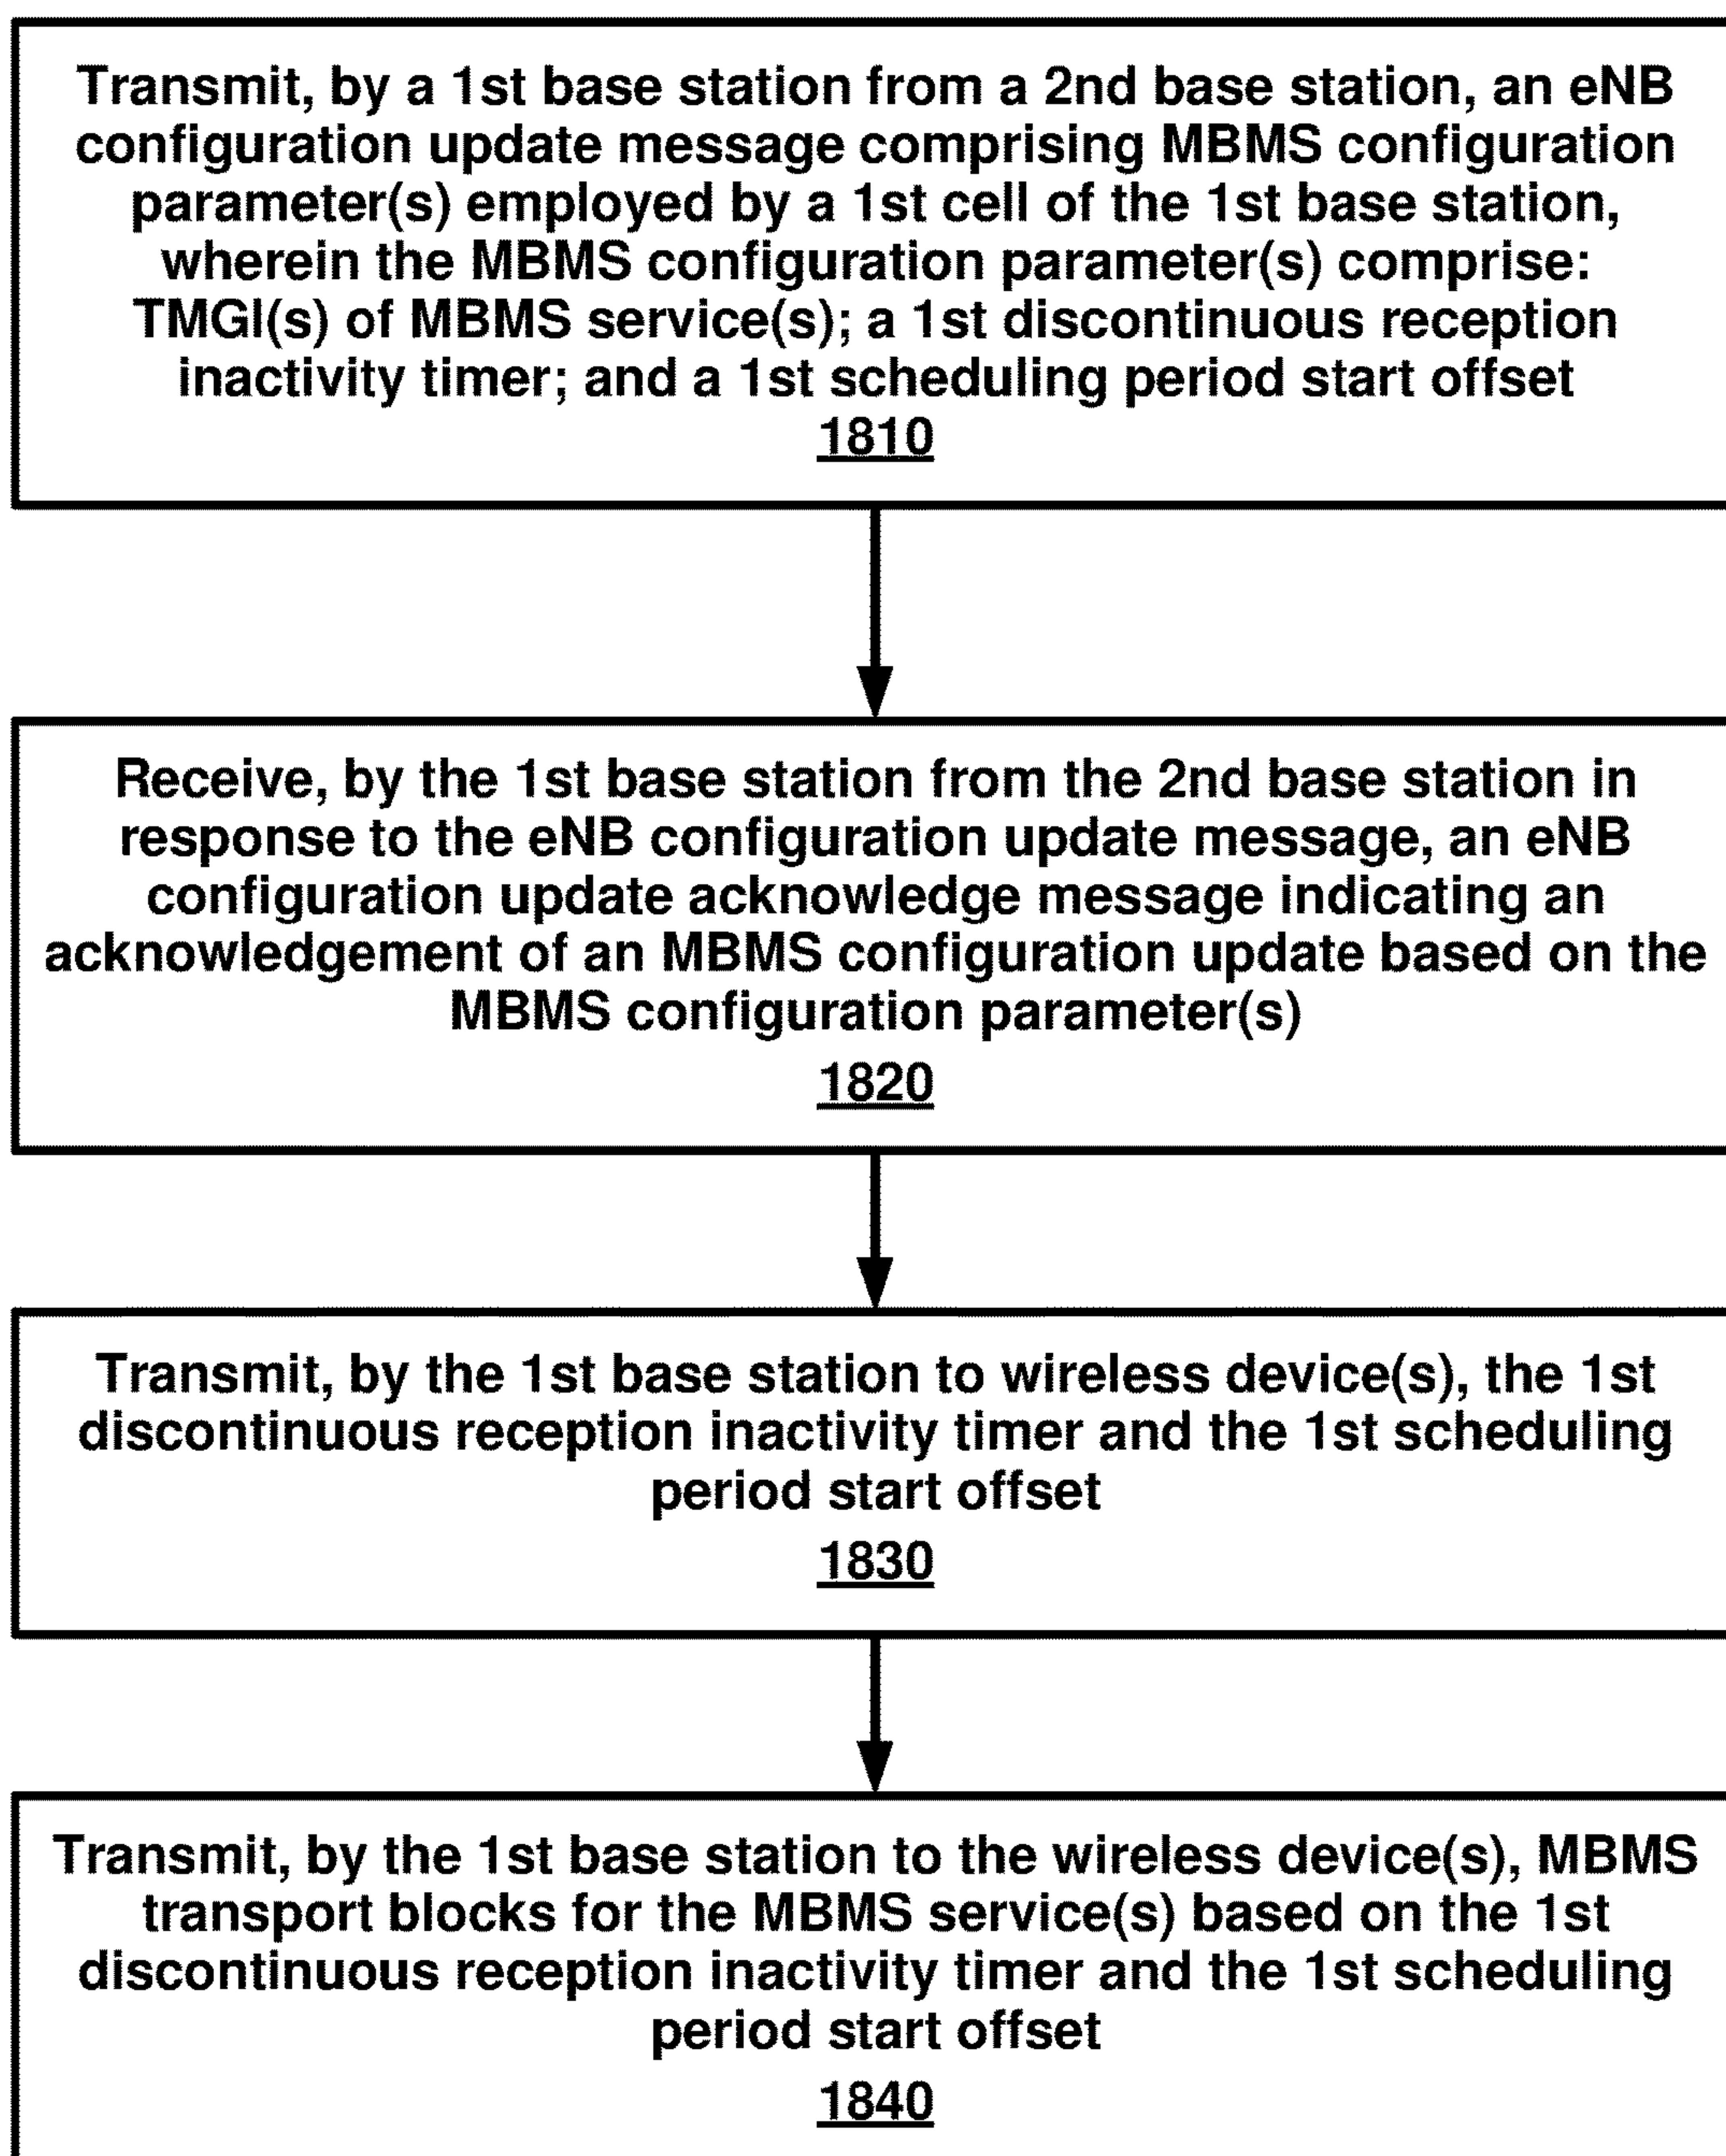 Transmit, by a 1st base station from a 2nd base station, an eNB
configuration update message comprising MBMS configuration
parameter(s) employed by a 1st cell of the 1st base station,
wherein the MBMS configuration parameter(s) comprise:
TMGI(s) of MBMS service(s); a 1st discontinuous reception
inactivity timer; and a 1st scheduling period start offset
1810
Receive, by the 1st base station from the 2nd base station in
response to the eNB configuration update message, an eNB
configuration update acknowledge message indicating an
acknowledgement of an MBMS configuration update based on the
MBMS configuration parameter(s)
1820
Transmit, by the 1st base station to wireless device(s), the 1st
discontinuous reception inactivity timer and the 1st scheduling
period start offset
1830
Transmit, by the 1st base station to the wireless device(s), MBMS
transport blocks for the MBMS service(s) based on the 1st
discontinuous reception inactivity timer and the 1st scheduling
period start offset
1840